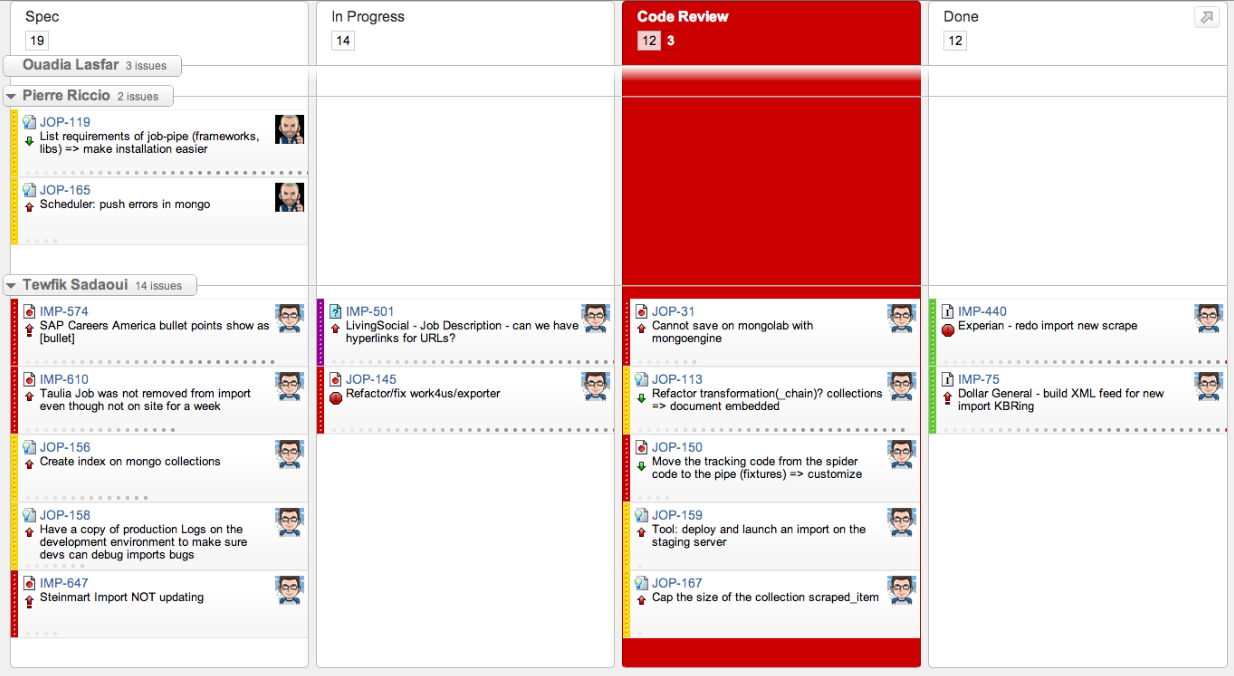 Spec
19
In Progress
14
Code Review
12 3
Done
12
Ouadia Lasfar 3 issues
Pierre Riccio 2 issues
JOP-119
List requirements of job-pipe (frameworks,
libs) => make installation easier
JOP-165
Scheduler: push errors in mongo
Tewfik Sadaoui 14 issues
IMP-574
SAP Careers America bullet points show as
[bullet]
IMP-610
Taulia Job was not removed from import
even though not on site for a week
JOP-156
Create index on mongo collections
JOP-158
Have a copy of production Logs on the
development environment to make sure
devs can debug imports bugs
IMP-647
Steinmart Import NOT updating
IMP-501
LivingSocial - Job Description - can we have
hyperlinks for URLs?
JOP-145
Refactor/fix work4us/exporter
JOP-31
Cannot save on mongolab with
mongoengine
JOP-113
Refactor transformation(_chain)? collections
=> document embedded
JOP-150
Move the tracking code from the spider
code to the pipe (fixtures) => customize
JOP-159
Tool: deploy and launch an import on the
staging server
JOP-167
Cap the size of the collection scraped_item
IMP-440
Experian - redo import new scrape
IMP-75
Dollar General - build XML feed for new
import KBRing